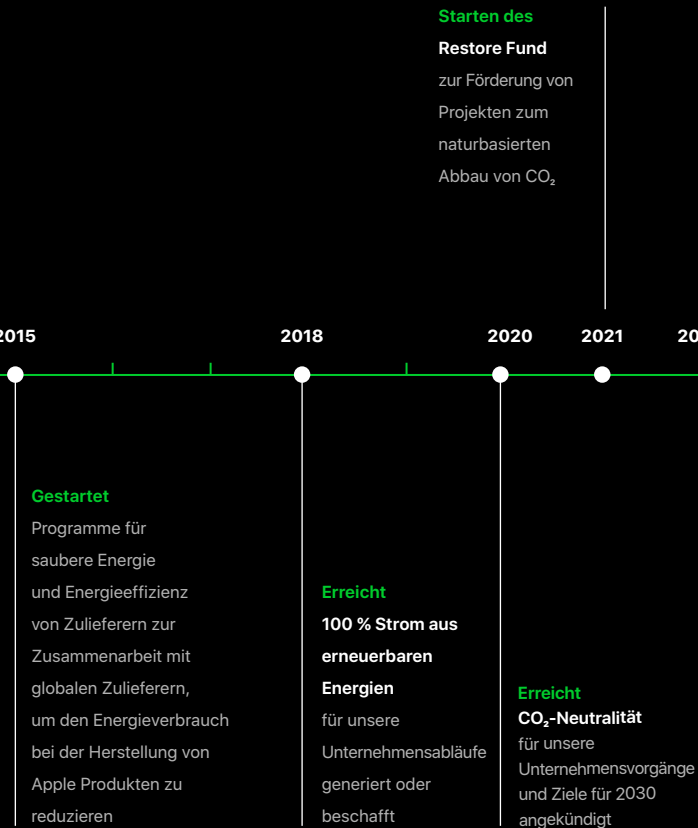 Starten des
Restore Fund
zur Förderung von
Projekten zum
naturbasierten
Abbau von CO₂
2015 2018 2020 2021 20
Gestartet
Programme für
saubere Energie
und Energieeffizienz
von Zulieferern zur
Zusammenarbeit mit
globalen Zulieferern,
um den Energieverbrauch
bei der Herstellung von
Apple Produkten zu
reduzieren
Erreicht
100 % Strom aus
erneuerbaren
Energien
für unsere
Unternehmensabläufe
generiert oder
beschafft
Erreicht
CO₂-Neutralität
für unsere
Unternehmensvorgänge
und Ziele für 2030
angekündigt